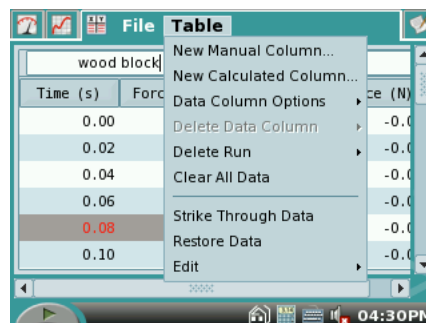 File Table
wood block
New Manual Column...
New Calculated Column...
Data Column Options
Delete Data Column
Delete Run
Clear All Data
Strike Through Data
Restore Data
Edit
Time (s) Forc ce (N)
0.00 -0.0
0.02 -0.0
0.04 -0.0
0.06 -0.0
0.08 -0.0
0.10 -0.0
04:30PM